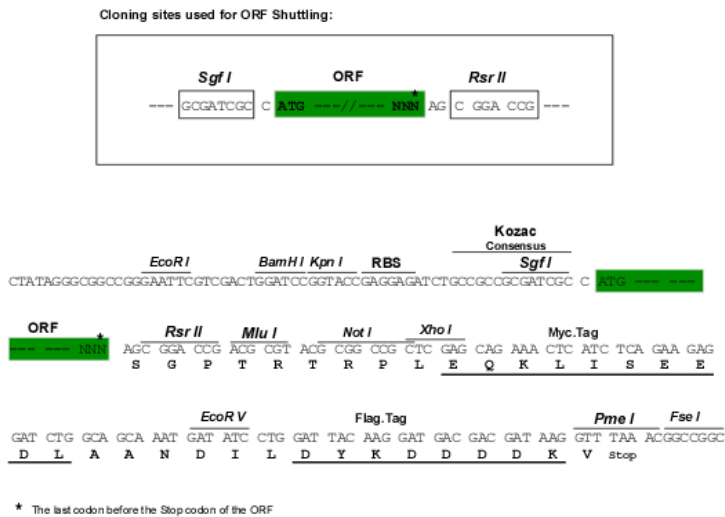 Cloning sites used for ORF Shuttling:
Sgf I ORF Rsr II
*
--- GCGATCGC C ATG ---//--- NNN AG C GGA CCG ---
Kozac
Consensus
EcoR I BamH I Kpn I RBS Sgf I
CTATAGGGCGGCCGGGAATTCGTCGACTGGATCCGGTACCGAGGAGATCTGCCGCCGCGATCGC C ATG --- ---
ORF * Rsr II Mlu I Not I Xho I Myc.Tag
--- --- NNN AGC GGA CCG ACG CGT ACG CGG CCG CTC GAG CAG AAA CTC ATC TCA GAA GAG
S G P T R T R P L E Q K L I S E E
EcoR V Flag.Tag Pme I Fse I
GAT CTG GCA GCA AAT GAT ATC CTG GAT TAC AAG GAT GAC GAC GAT AAG GTT TAA ACGGCCGGC
D L A A N D I L D Y K D D D D K V Stop
* The last codon before the Stop codon of the ORF